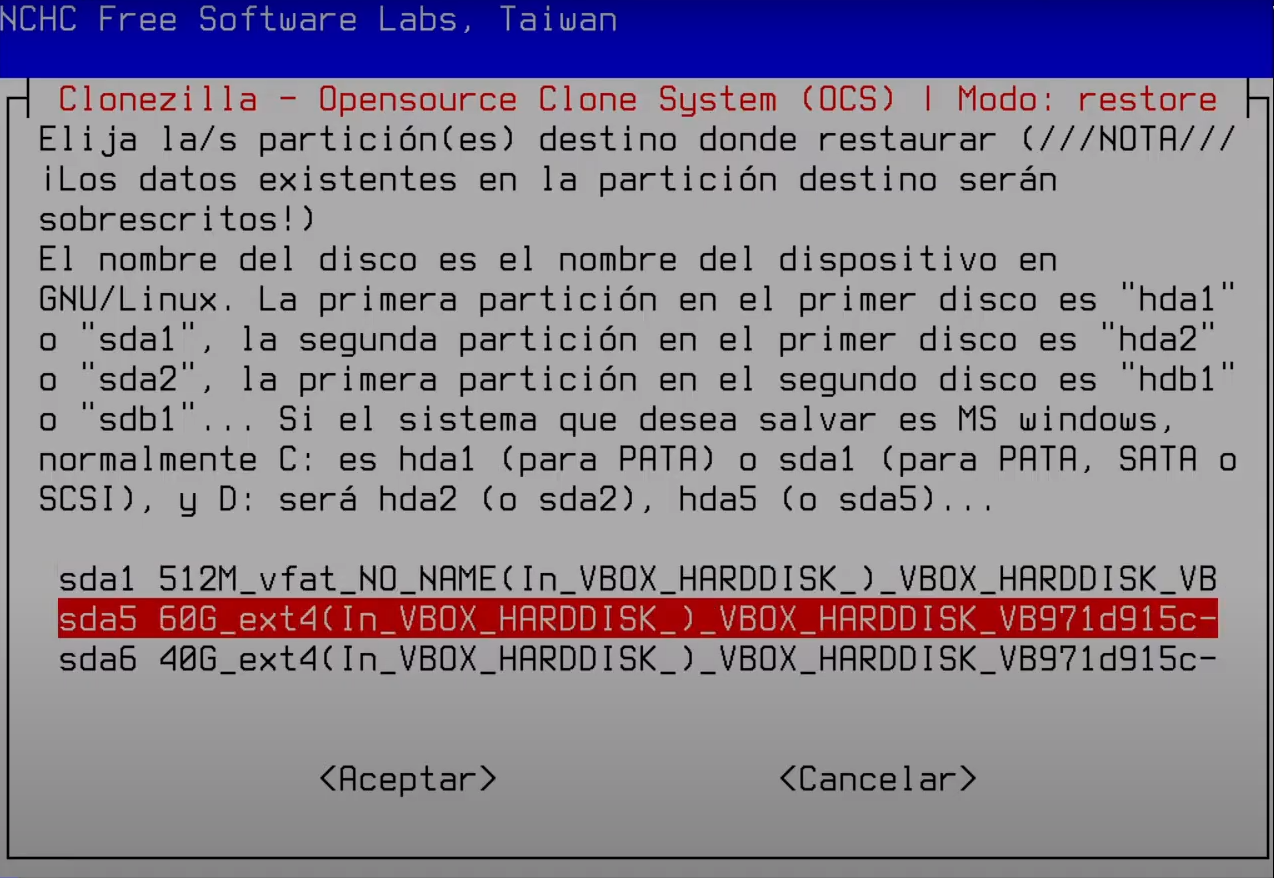 NCHC Free Software Labs, Taiwan
Clonezilla - Opensource Clone System (OCS) | Modo: restore
Elija la/s partición(es) destino donde restaurar (///NOTA///
¡Los datos existentes en la partición destino serán
sobrescritos!)
El nombre del disco es el nombre del dispositivo en
GNU/Linux. La primera partición en el primer disco es "hda1"
o "sda1", la segunda partición en el primer disco es "hda2"
o "sda2", la primera partición en el segundo disco es "hdb1"
o "sdb1"... Si el sistema que desea salvar es MS windows,
normalmente C: es hda1 (para PATA) o sda1 (para PATA, SATA o
SCSI), y D: será hda2 (o sda2), hda5 (o sda5)...
sda1 512M_vfat_NO_NAME(In_VBOX_HARDDISK_)_VBOX_HARDDISK_VB
sda5 60G_ext4(In_VBOX_HARDDISK_)_VBOX_HARDDISK_VB971d915c-
sda6 40G_ext4(In_VBOX_HARDDISK_)_VBOX_HARDDISK_VB971d915c-
<Aceptar> <Cancelar>